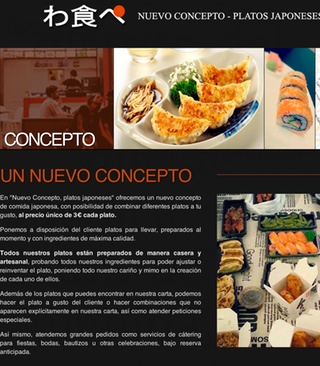 わ食べ
NUEVO CONCEPTO - PLATOS JAPONESES
CONCEPTO
UN NUEVO CONCEPTO
En "Nuevo Concepto, platos japoneses" ofrecemos un nuevo concepto
de comida japonesa, con posibilidad de combinar diferentes platos a tu
gusto, al precio único de 3€ cada plato.
Ponemos a disposición del cliente platos para llevar, preparados al
momento y con ingredientes de máxima calidad.
Todos nuestros platos están preparados de manera casera y
artesanal, probando todos nuestros ingredientes para poder ajustar o
reinventar el plato, poniendo todo nuestro cariño y mimo en la creación
de cada uno de ellos.
Además de los platos que puedes encontrar en nuestra carta, podemos
hacer el plato a gusto del cliente o hacer combinaciones que no
aparecen explicitamente en nuestra carta, así como atender peticiones
especiales.
Así mismo, atendemos grandes pedidos como servicios de cátering
para fiestas, bodas, bautizos u otras celebraciones, bajo reserva
anticipada.